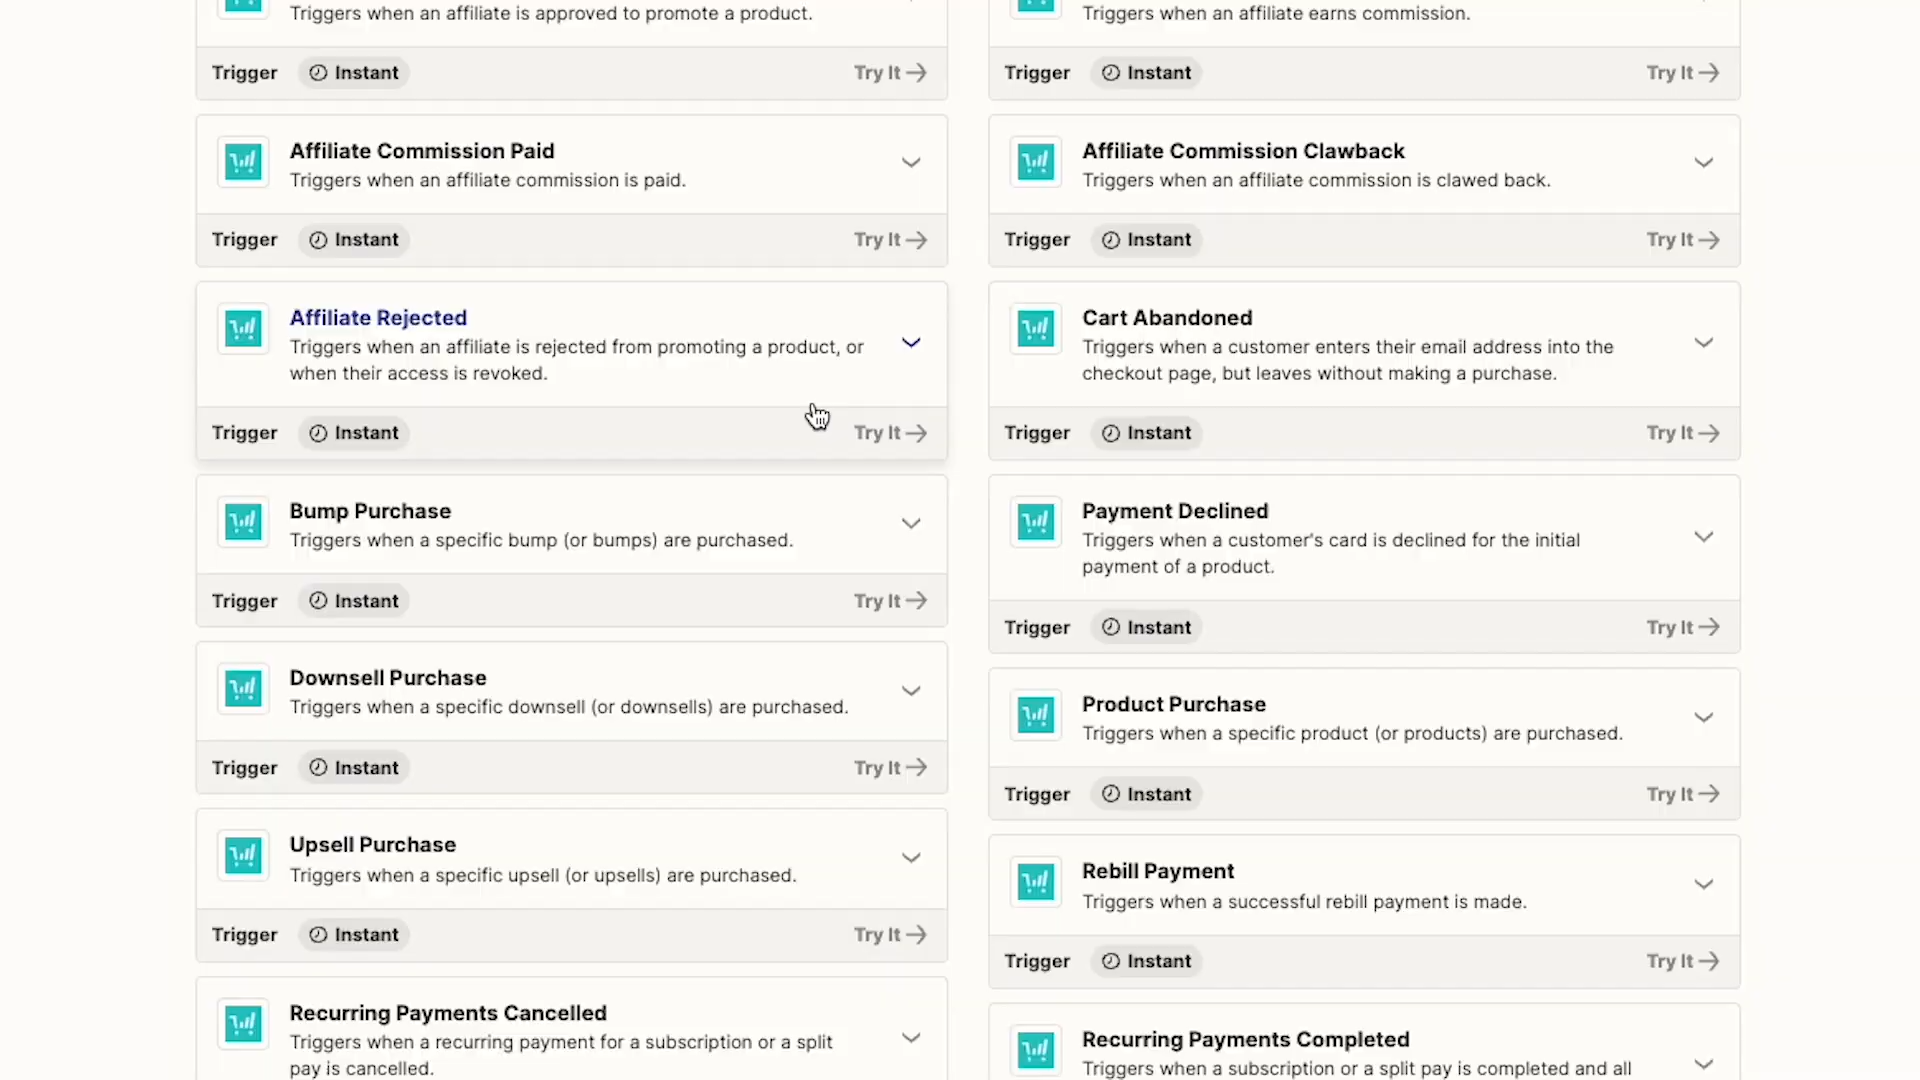 Triggers when an affiliate is approved to promote a product.
Trigger Instant Try It
Affiliate Commission Paid
Triggers when an affiliate commission is paid.
Trigger Instant Try It
Affiliate Rejected
Triggers when an affiliate is rejected from promoting a product, or
when their access is revoked.
Trigger Instant Try It
Bump Purchase
Triggers when a specific bump (or bumps) are purchased.
Trigger Instant Try It
Downsell Purchase
Triggers when a specific downsell (or downsells) are purchased.
Trigger Instant Try It
Upsell Purchase
Triggers when a specific upsell (or upsells) are purchased.
Trigger Instant Try It
Recurring Payments Cancelled
Triggers when a recurring payment for a subscription or a split
pay is cancelled.
Triggers when an affiliate earns commission.
Trigger Instant Try It
Affiliate Commission Clawback
Triggers when an affiliate commission is clawed back.
Trigger Instant Try It
Cart Abandoned
Triggers when a customer enters their email address into the
checkout page, but leaves without making a purchase.
Trigger Instant Try It
Payment Declined
Triggers when a customer's card is declined for the initial
payment of a product.
Trigger Instant Try It
Product Purchase
Triggers when a specific product (or products) are purchased.
Trigger Instant Try It
Rebill Payment
Triggers when a successful rebill payment is made.
Trigger Instant Try It
Recurring Payments Completed
Triggers when a subscription or a split pay is completed and all